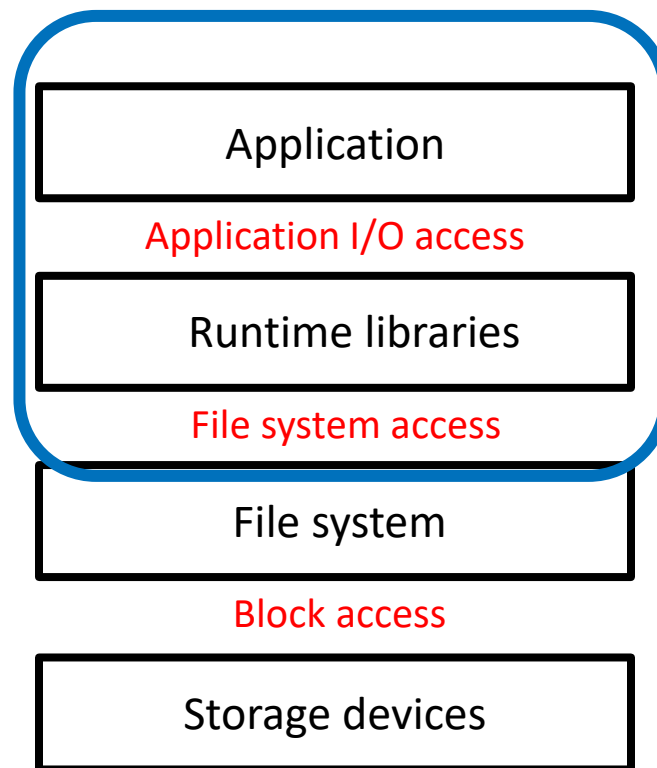 Application
Application I/O access
Runtime libraries
File system access
File system
Block access
Storage devices